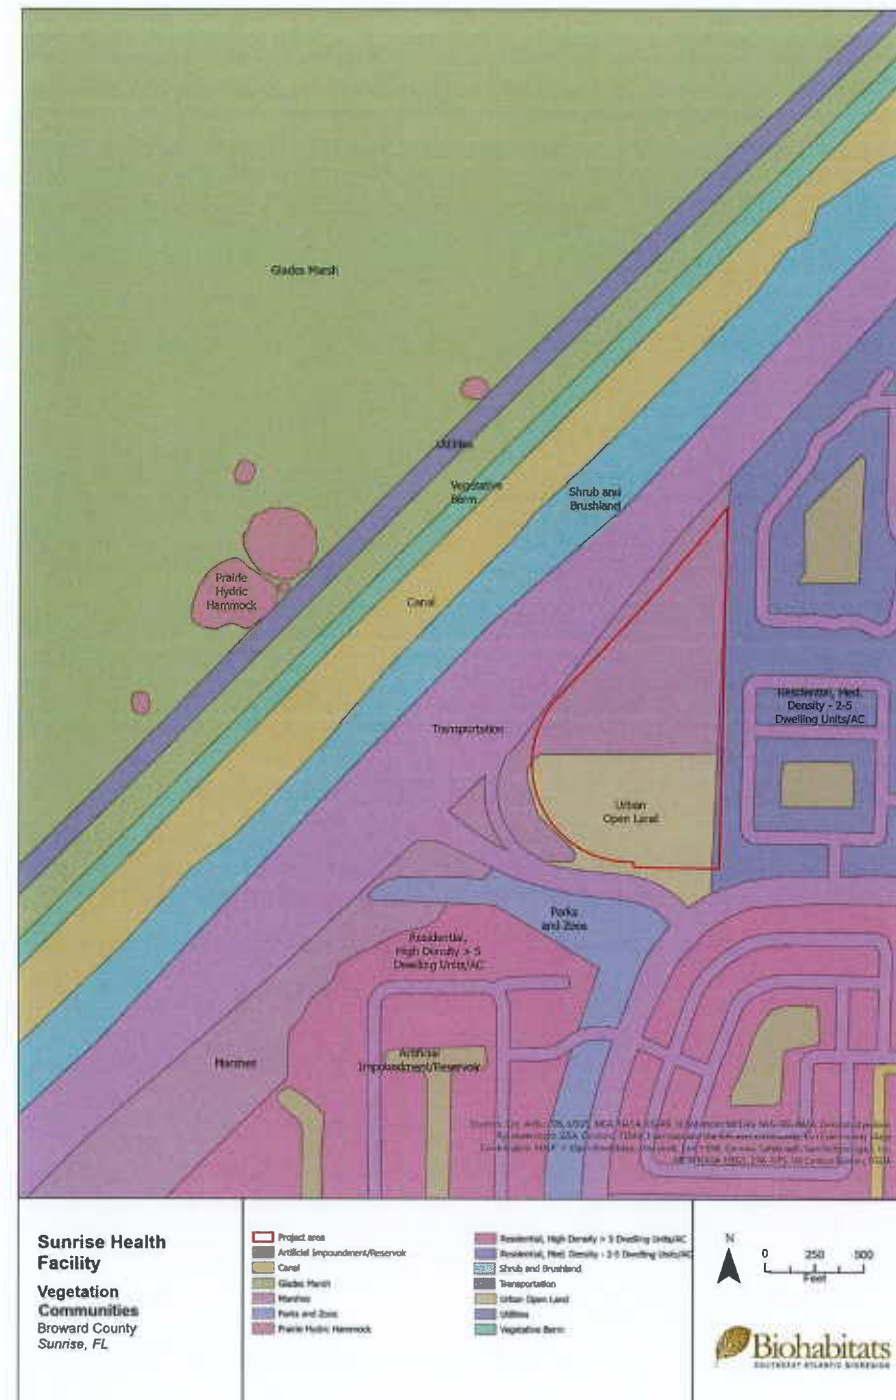 Glades Marsh
Utilities
Vegetative
Berm
Shrub and
Brushland
Prairie
Hydric
Hammock
Canal
Residential, Med.
Density - 2-5
Dwelling Units/AC
Transportation
Urban
Open Land
Parks
and Zoos
Residential,
High Density > 5
Dwelling Units/AC
Marshes
Artificial
Impoundment/Reservoir
Sunrise Health
Facility
Vegetation
Communities
Broward County
Sunrise, FL
Project area
Artificial Impoundment/Reservoir
Canal
Glades Marsh
Marshes
Parks and Zoos
Prairie Hydric Hammock
Residential, High Density > 5 Dwelling Units/AC
Residential, Med. Density - 2-5 Dwelling Units/AC
Shrub and Brushland
Transportation
Urban Open Land
Utilities
Vegetative Berm
N
0 250 500
Feet
Biohabitats
SOUTHEAST ATLANTIC BIOREGION